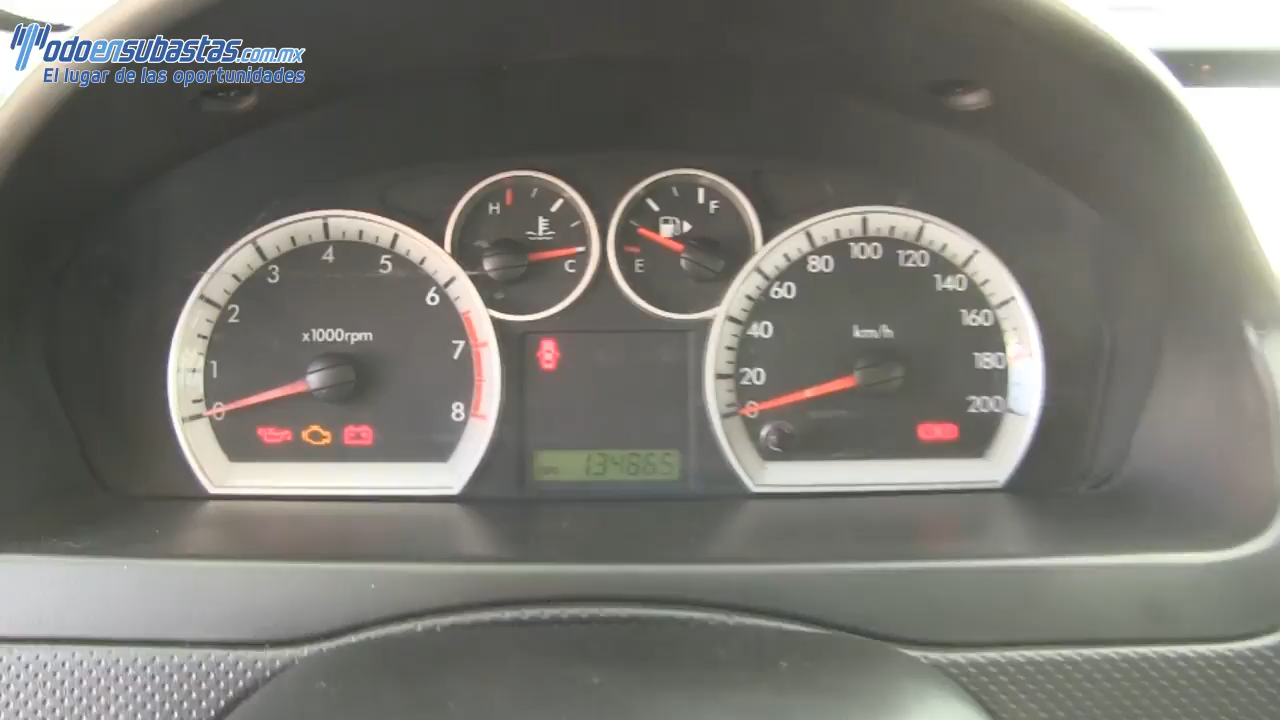 Todoensubastas.com.mx
El lugar de las oportunidades
H
C
F
E
0
1
2
3
4
5
6
7
8
x1000rpm
0
20
40
60
80
100
120
140
160
180
200
km/h
134865